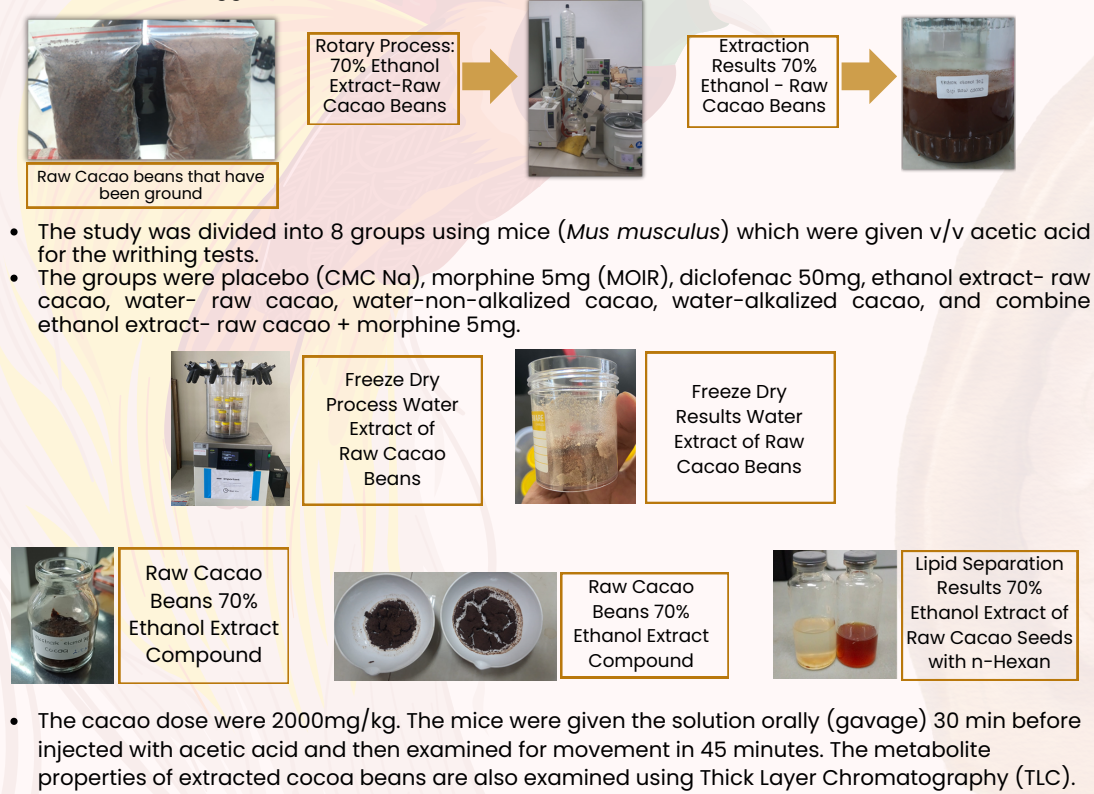 Rotary Process:
70% Ethanol
Extract-Raw
Cacao Beans
Extraction
Results 70%
Ethanol - Raw
Cacao Beans
Raw Cacao beans that have
been ground
• The study was divided into 8 groups using mice (Mus musculus) which were given v/v acetic acid
for the writhing tests.
• The groups were placebo (CMC Na), morphine 5mg (MOIR), diclofenac 50mg, ethanol extract- raw
cacao, water- raw cacao, water-non-alkalized cacao, water-alkalized cacao, and combine
ethanol extract- raw cacao + morphine 5mg.
Freeze Dry
Process Water
Extract of
Raw Cacao
Beans
Freeze Dry
Results Water
Extract of Raw
Cacao Beans
Raw Cacao
Beans 70%
Ethanol Extract
Compound
Raw Cacao
Beans 70%
Ethanol Extract
Compound
Lipid Separation
Results 70%
Ethanol Extract of
Raw Cacao Seeds
with n-Hexan
• The cacao dose were 2000mg/kg. The mice were given the solution orally (gavage) 30 min before
injected with acetic acid and then examined for movement in 45 minutes. The metabolite
properties of extracted cocoa beans are also examined using Thick Layer Chromatography (TLC).